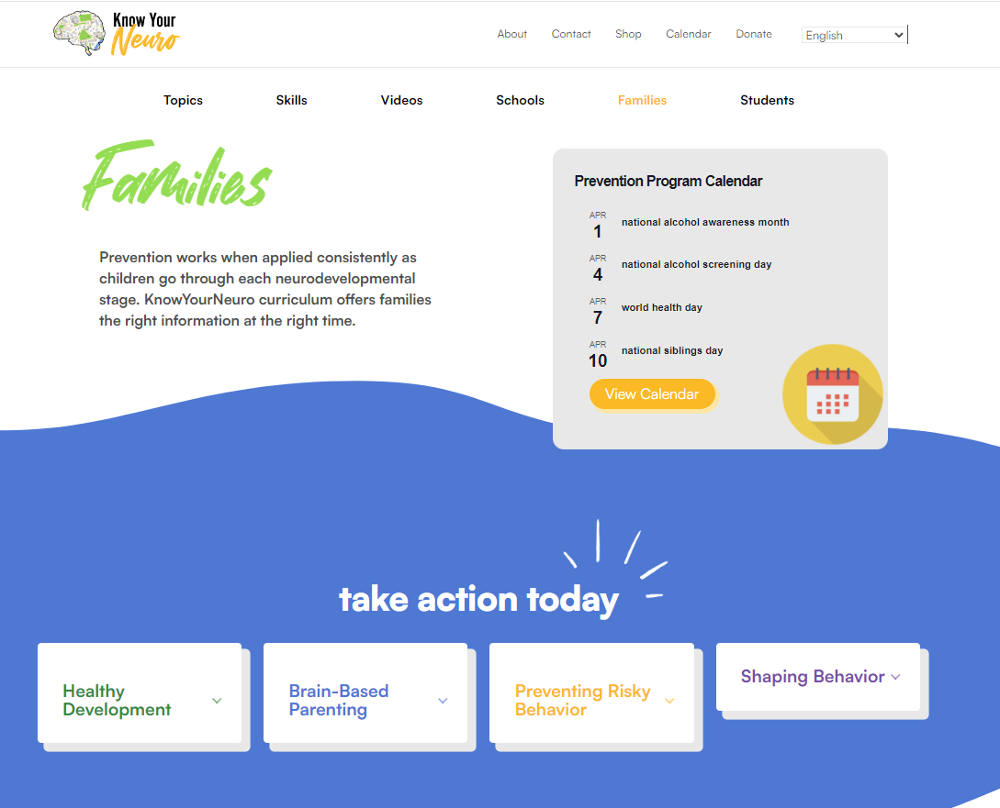 Know Your
Neuro
About Contact Shop Calendar Donate English
Topics Skills Videos Schools Families Students
Families
Prevention works when applied consistently as
children go through each neurodevelopmental
stage. KnowYourNeuro curriculum offers families
the right information at the right time.
Prevention Program Calendar
APR
1
national alcohol awareness month
APR
4
national alcohol screening day
APR
7
world health day
APR
10
national siblings day
View Calendar
take action today
Healthy
Development
Brain-Based
Parenting
Preventing Risky
Behavior
Shaping Behavior